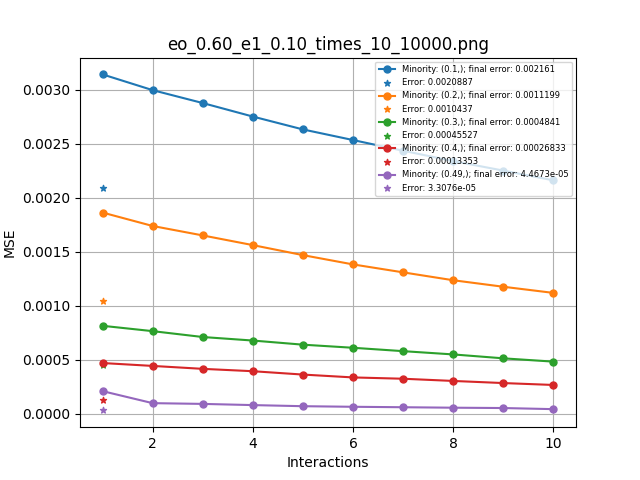 eo_0.60_e1_0.10_times_10_10000.png
Minority: (0.1,); final error: 0.002161
Error: 0.0020887
Minority: (0.2,); final error: 0.0011199
Error: 0.0010437
Minority: (0.3,); final error: 0.0004841
Error: 0.00045527
Minority: (0.4,); final error: 0.00026833
Error: 0.00013353
Minority: (0.49,); final error: 4.4673e-05
Error: 3.3076e-05
MSE
0.0030
0.0025
0.0020
0.0015
0.0010
0.0005
0.0000
2 4 6 8 10
Interactions